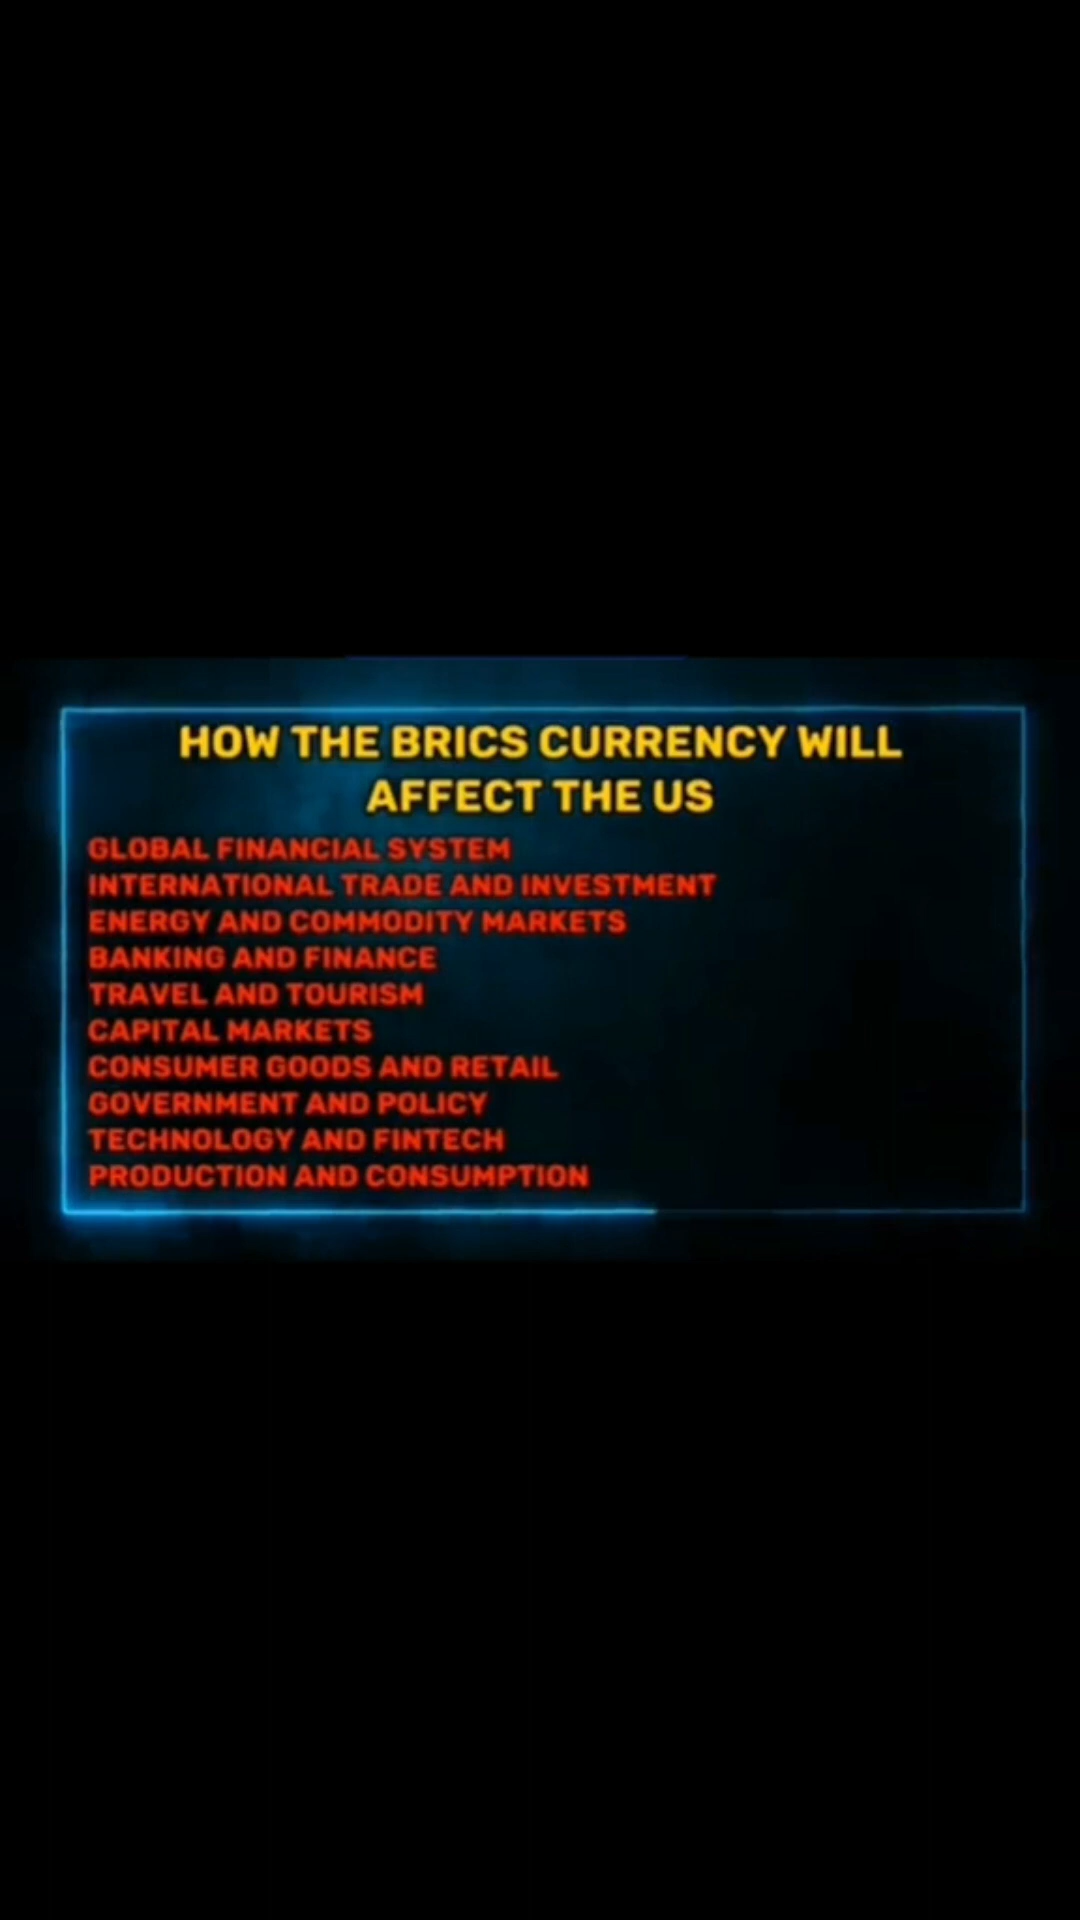 HOW THE BRICS CURRENCY WILL
AFFECT THE US
GLOBAL FINANCIAL SYSTEM
INTERNATIONAL TRADE AND INVESTMENT
ENERGY AND COMMODITY MARKETS
BANKING AND FINANCE
TRAVEL AND TOURISM
CAPITAL MARKETS
CONSUMER GOODS AND RETAIL
GOVERNMENT AND POLICY
TECHNOLOGY AND FINTECH
PRODUCTION AND CONSUMPTION